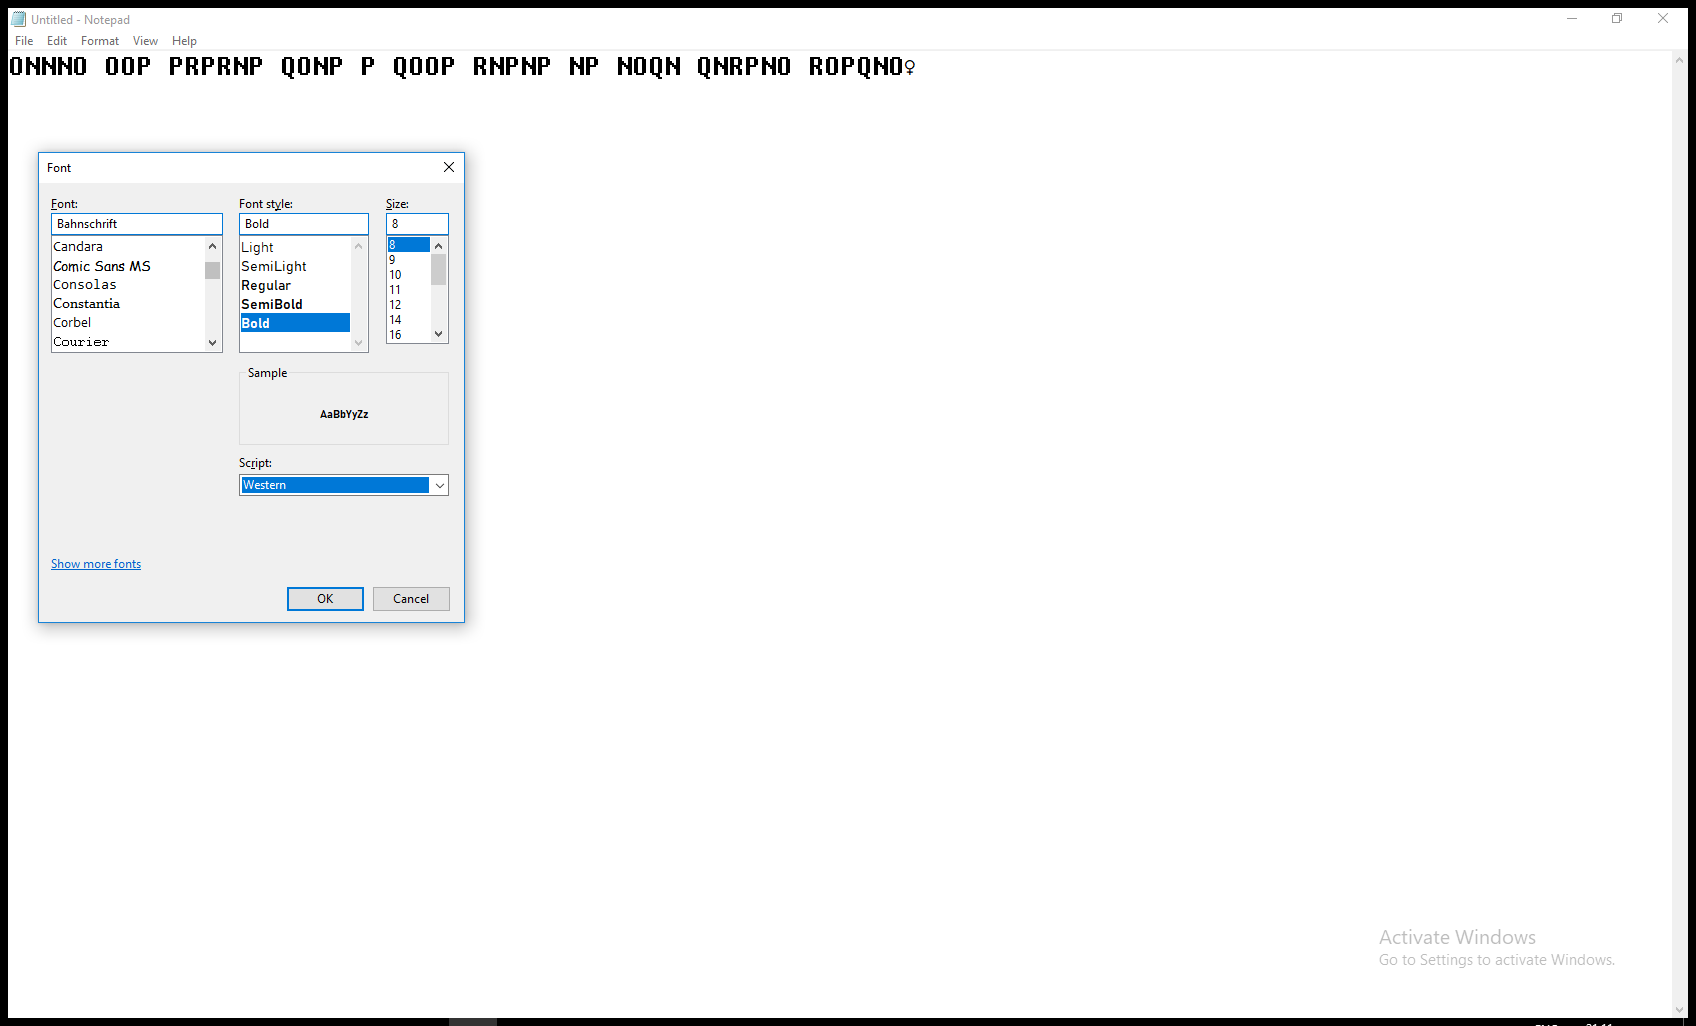 Untitled - Notepad
File Edit Format View Help
ONNNO OOP PRPRNP QONP P QOOP RNPNP NP NOQN QNRPNO ROPQNO♀
Font
Font: Font style: Size:
Bahnschrift Bold 8
Candara Light 8
Comic Sans MS SemiLight 9
Consolas Regular 10
Constantia SemiBold 11
Corbel Bold 12
Courier 14
16
Sample
AaBbYyZz
Script:
Western
Show more fonts
OK Cancel
Activate Windows
Go to Settings to activate Windows.